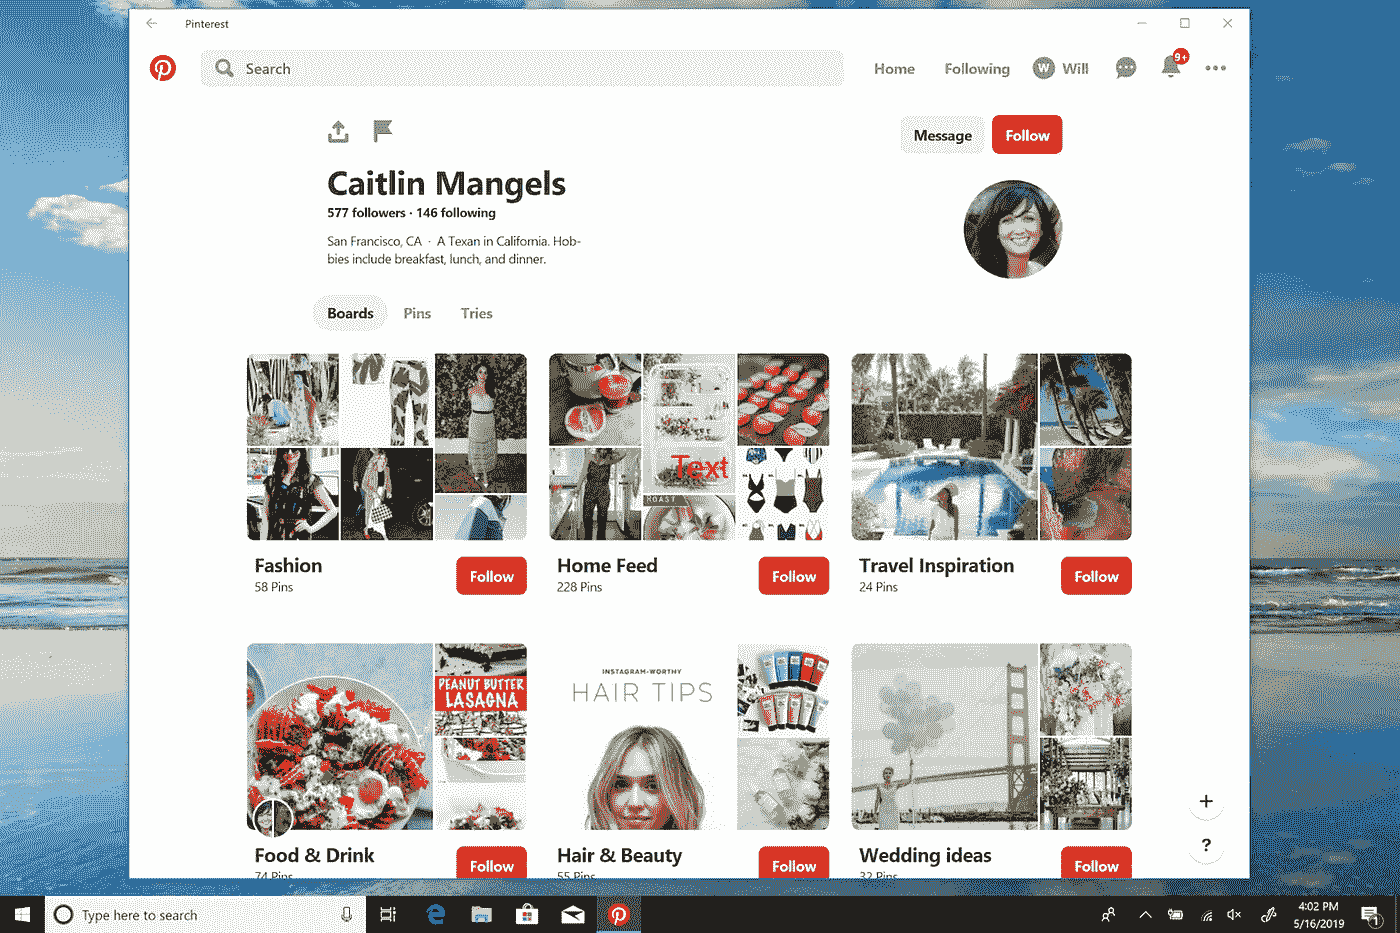 Pinterest
Search
Home
Following
W
Will
9+
Message
Follow
Caitlin Mangels
577 followers · 146 following
San Francisco, CA · A Texan in California. Hob-
bies include breakfast, lunch, and dinner.
Boards
Pins
Tries
Text
ROAST
Fashion
58 Pins
Follow
Home Feed
228 Pins
Follow
Travel Inspiration
24 Pins
Follow
PEANUT BUTTER
LASAGNA
INSTAGRAM-WORTHY
HAIR TIPS
+
?
Food & Drink
74 Pins
Follow
Hair & Beauty
55 Pins
Follow
Wedding ideas
32 Pins
Follow
Type here to search
4:02 PM
5/16/2019
1